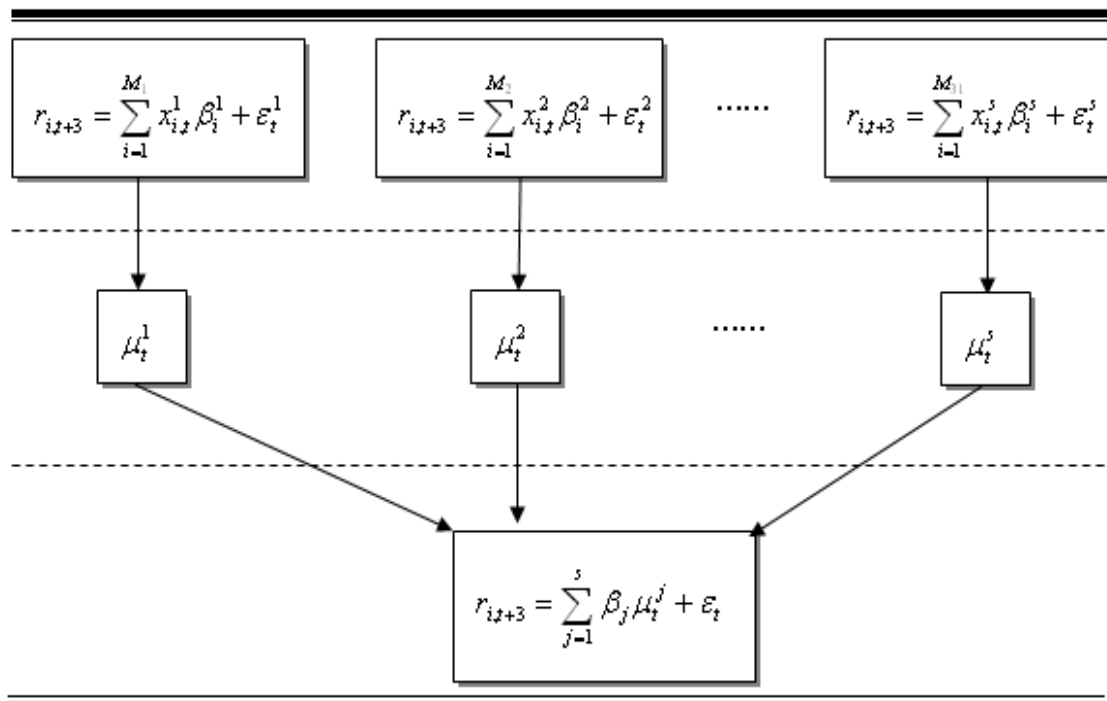 $r_{i,t+3} = \sum_{i=1}^{M_1} x_{i,t}^1 \beta_i^1 + \varepsilon_t^1$
$r_{i,t+3} = \sum_{i=1}^{M_2} x_{i,t}^2 \beta_i^2 + \varepsilon_t^2$
......
$r_{i,t+3} = \sum_{i=1}^{M_{31}} x_{i,t}^s \beta_i^s + \varepsilon_t^s$
$\mu_t^1$
$\mu_t^2$
......
$\mu_t^s$
$r_{i,t+3} = \sum_{j=1}^{s} \beta_j \mu_t^j + \varepsilon_t$